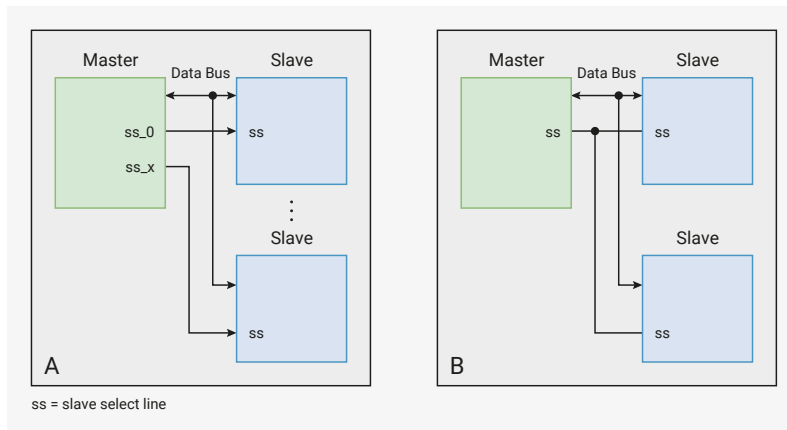 Master
Data Bus
Slave
ss_0
ss
ss_x
Slave
ss
A
Master
Data Bus
Slave
ss
ss
Slave
ss
B
ss = slave select line